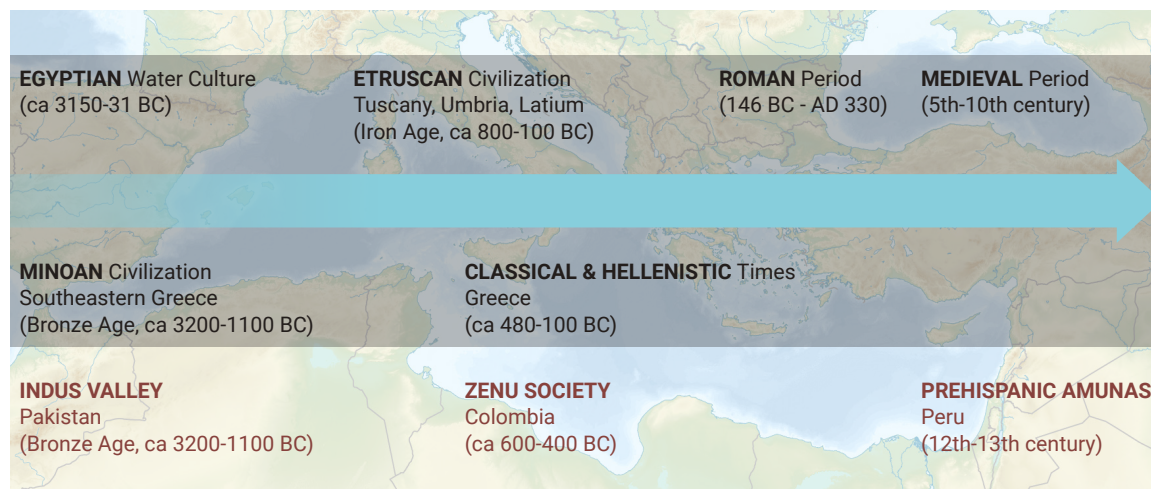 EGYPTIAN Water Culture
(ca 3150-31 BC)
ETRUSCAN Civilization
Tuscany, Umbria, Latium
(Iron Age, ca 800-100 BC)
ROMAN Period
(146 BC - AD 330)
MEDIEVAL Period
(5th-10th century)
MINOAN Civilization
Southeastern Greece
(Bronze Age, ca 3200-1100 BC)
CLASSICAL & HELLENISTIC Times
Greece
(ca 480-100 BC)
INDUS VALLEY
Pakistan
(Bronze Age, ca 3200-1100 BC)
ZENU SOCIETY
Colombia
(ca 600-400 BC)
PREHISPANIC AMUNAS
Peru
(12th-13th century)